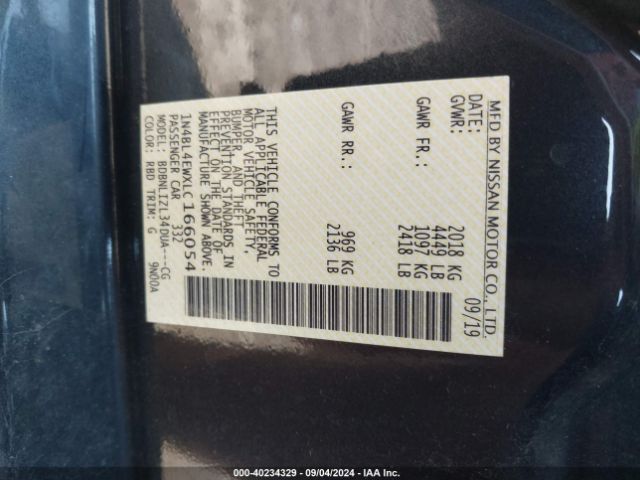 MFD BY NISSAN MOTOR CO., LTD.
DATE: 09/19
GVWR: 2018 KG
4449 LB
GAWR FR.: 1097 KG
2418 LB
GAWR RR.: 969 KG
2136 LB
THIS VEHICLE CONFORMS TO
ALL APPLICABLE FEDERAL
MOTOR VEHICLE SAFETY,
BUMPER, AND THEFT
PREVENTION STANDARDS IN
EFFECT ON THE DATE OF
MANUFACTURE SHOWN ABOVE.
1N4BL4EWXLC166054
PASSENGER CAR 332
MODEL: BDBNLIZL34DUA---CG
COLOR: RBD TRIM: G 9N00A
000-40234329 - 09/04/2024 - IAA Inc.